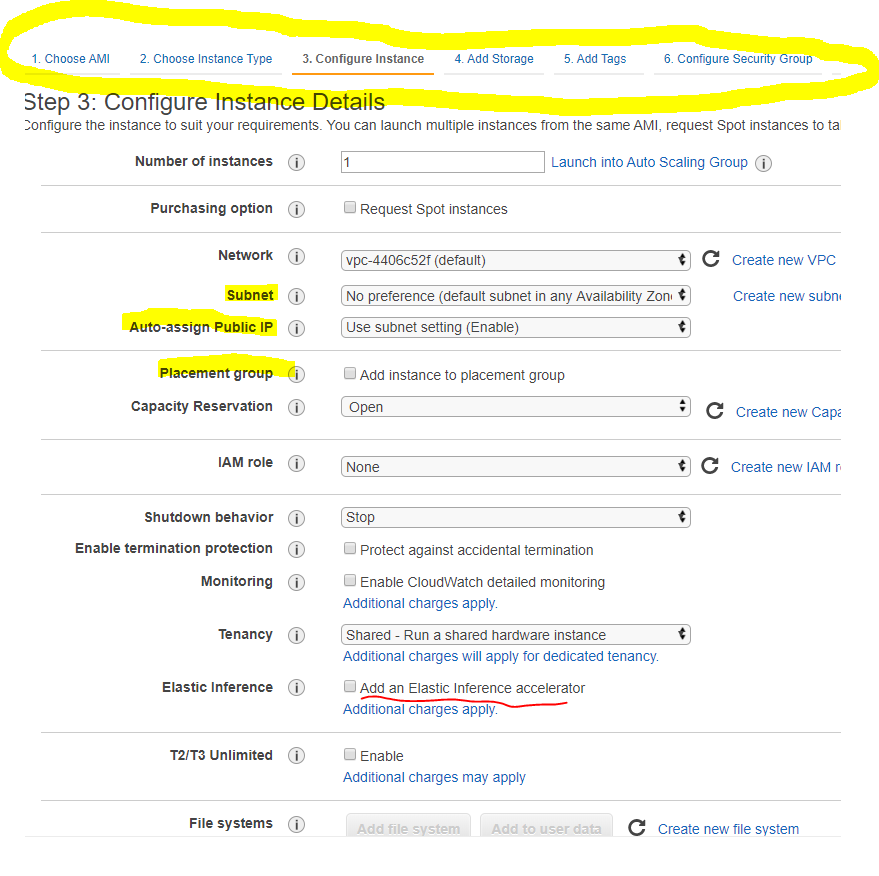 1. Choose AMI 2. Choose Instance Type 3. Configure Instance 4. Add Storage 5. Add Tags 6. Configure Security Group
Step 3: Configure Instance Details
Configure the instance to suit your requirements. You can launch multiple instances from the same AMI, request Spot instances to
Number of instances i 1 Launch into Auto Scaling Group i
Purchasing option i Request Spot instances
Network i vpc-4406c52f (default) Create new VPC
Subnet i No preference (default subnet in any Availability Create new
Auto-assign Public IP i Use subnet setting (Enable)
Placement group i Add instance to placement group
Capacity Reservation i Open Create new
IAM role i None Create new IAM
Shutdown behavior i Stop
Enable termination protection i Protect against accidental termination
Monitoring i Enable CloudWatch detailed monitoring
Additional charges apply.
Tenancy i Shared - Run a shared hardware instance
Additional charges will apply for dedicated tenancy.
Elastic Inference i Add an Elastic Inference accelerator
Additional charges apply.
T2/T3 Unlimited i Enable
Additional charges may apply
File systems i Add file system Add to user data Create new file system